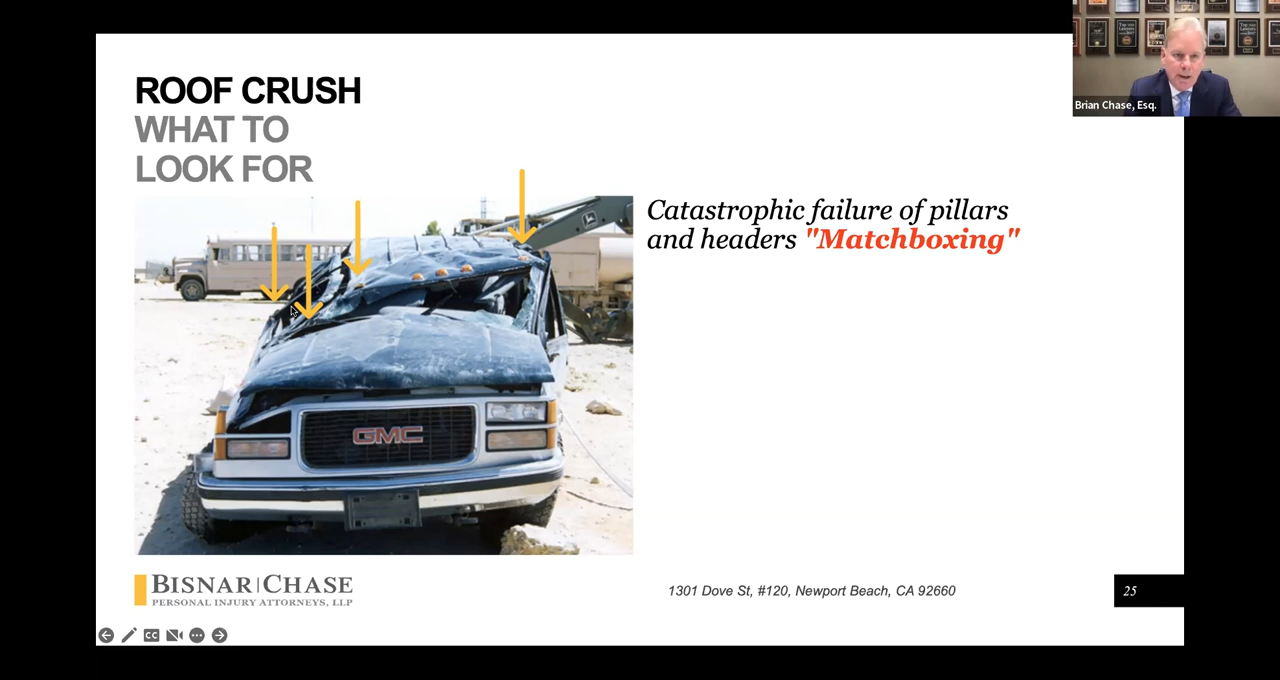 ROOF CRUSH
WHAT TO
LOOK FOR
Brian Chase, Esq.
Catastrophic failure of pillars
and headers "Matchboxing"
GMC
BISNAR|CHASE
PERSONAL INJURY ATTORNEYS, LLP
1301 Dove St, #120, Newport Beach, CA 92660
25
CC